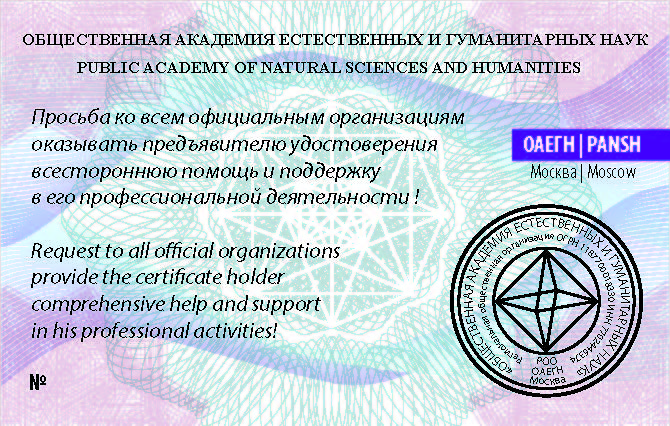 ОБЩЕСТВЕННАЯ АКАДЕМИЯ ЕСТЕСТВЕННЫХ И ГУМАНИТАРНЫХ НАУК
PUBLIC ACADEMY OF NATURAL SCIENCES AND HUMANITIES
Просьба ко всем официальным организациям
оказывать предъявителю удостоверения
всестороннюю помощь и поддержку
в его профессиональной деятельности !
ОАЕГН | PANSH
Москва | Moscow
Request to all official organizations
provide the certificate holder
comprehensive help and support
in his professional activities!
«ОБЩЕСТВЕННАЯ АКАДЕМИЯ ЕСТЕСТВЕННЫХ И ГУМАНИТАРНЫХ НАУК»
Региональная общественная организация ОГРН ИНН
РОО
ОАЕГН
Москва
№